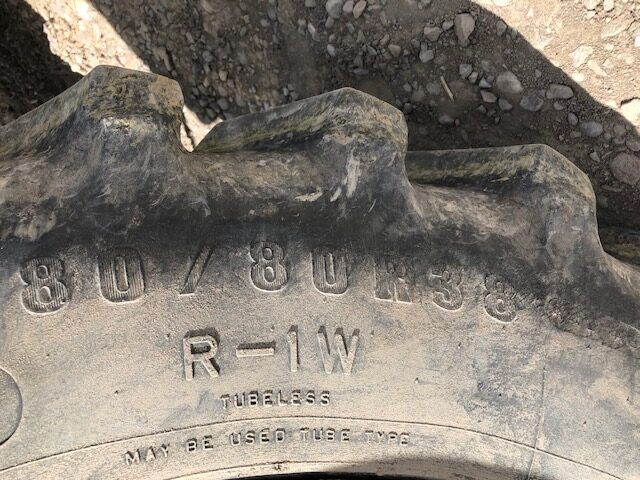 80/80R38
R-1W
TUBELESS
MAY BE USED TUBE TYPE